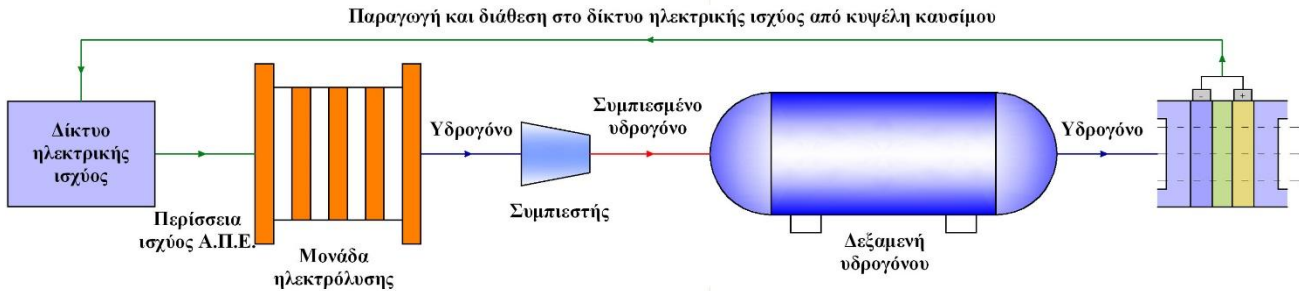 Παραγωγή και διάθεση στο δίκτυο ηλεκτρικής ισχύος από κυψέλη καυσίμου
Δίκτυο
ηλεκτρικής
ισχύος
Περίσσεια
ισχύος Α.Π.Ε.
Μονάδα
ηλεκτρόλυσης
Υδρογόνο
Συμπιεστής
Συμπιεσμένο
υδρογόνο
Δεξαμενή
υδρογόνου
Υδρογόνο
- +